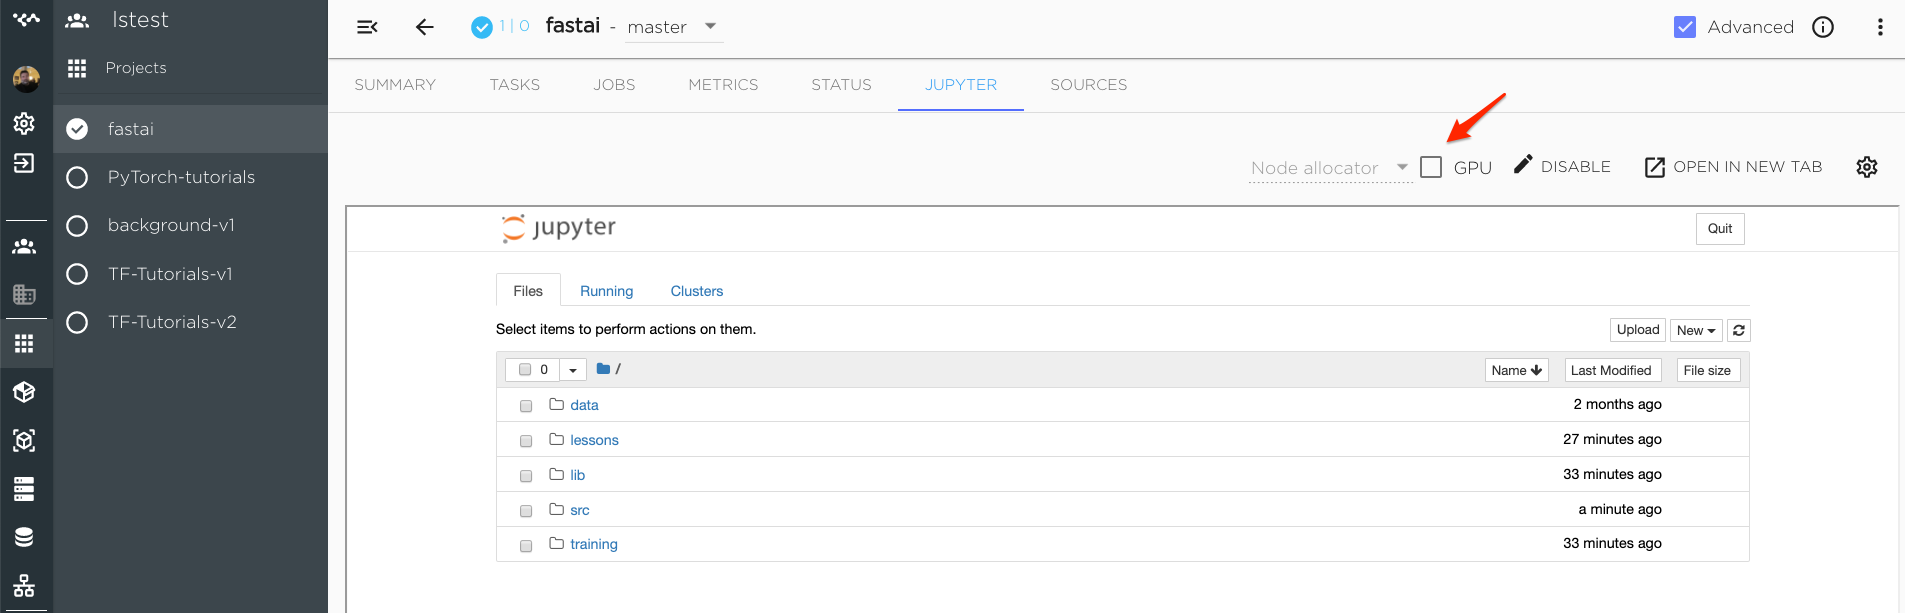 lstest
Projects
fastai
PyTorch-tutorials
background-v1
TF-Tutorials-v1
TF-Tutorials-v2
1 | 0 fastai - master
Advanced
SUMMARY TASKS JOBS METRICS STATUS JUPYTER SOURCES
Node allocator GPU DISABLE OPEN IN NEW TAB
jupyter Quit
Files Running Clusters
Select items to perform actions on them. Upload New
0 / Name Last Modified File size
data 2 months ago
lessons 27 minutes ago
lib 33 minutes ago
src a minute ago
training 33 minutes ago